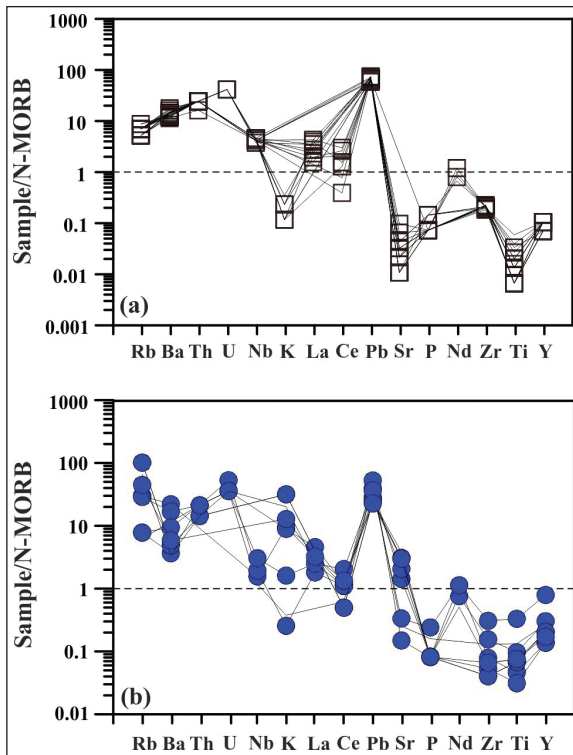 1000
100
10
1
0.1
0.01
0.001
Sample/N-MORB
(a)
Rb Ba Th U Nb K La Ce Pb Sr P Nd Zr Ti Y
1000
100
10
1
0.1
0.01
Sample/N-MORB
(b)
Rb Ba Th U Nb K La Ce Pb Sr P Nd Zr Ti Y